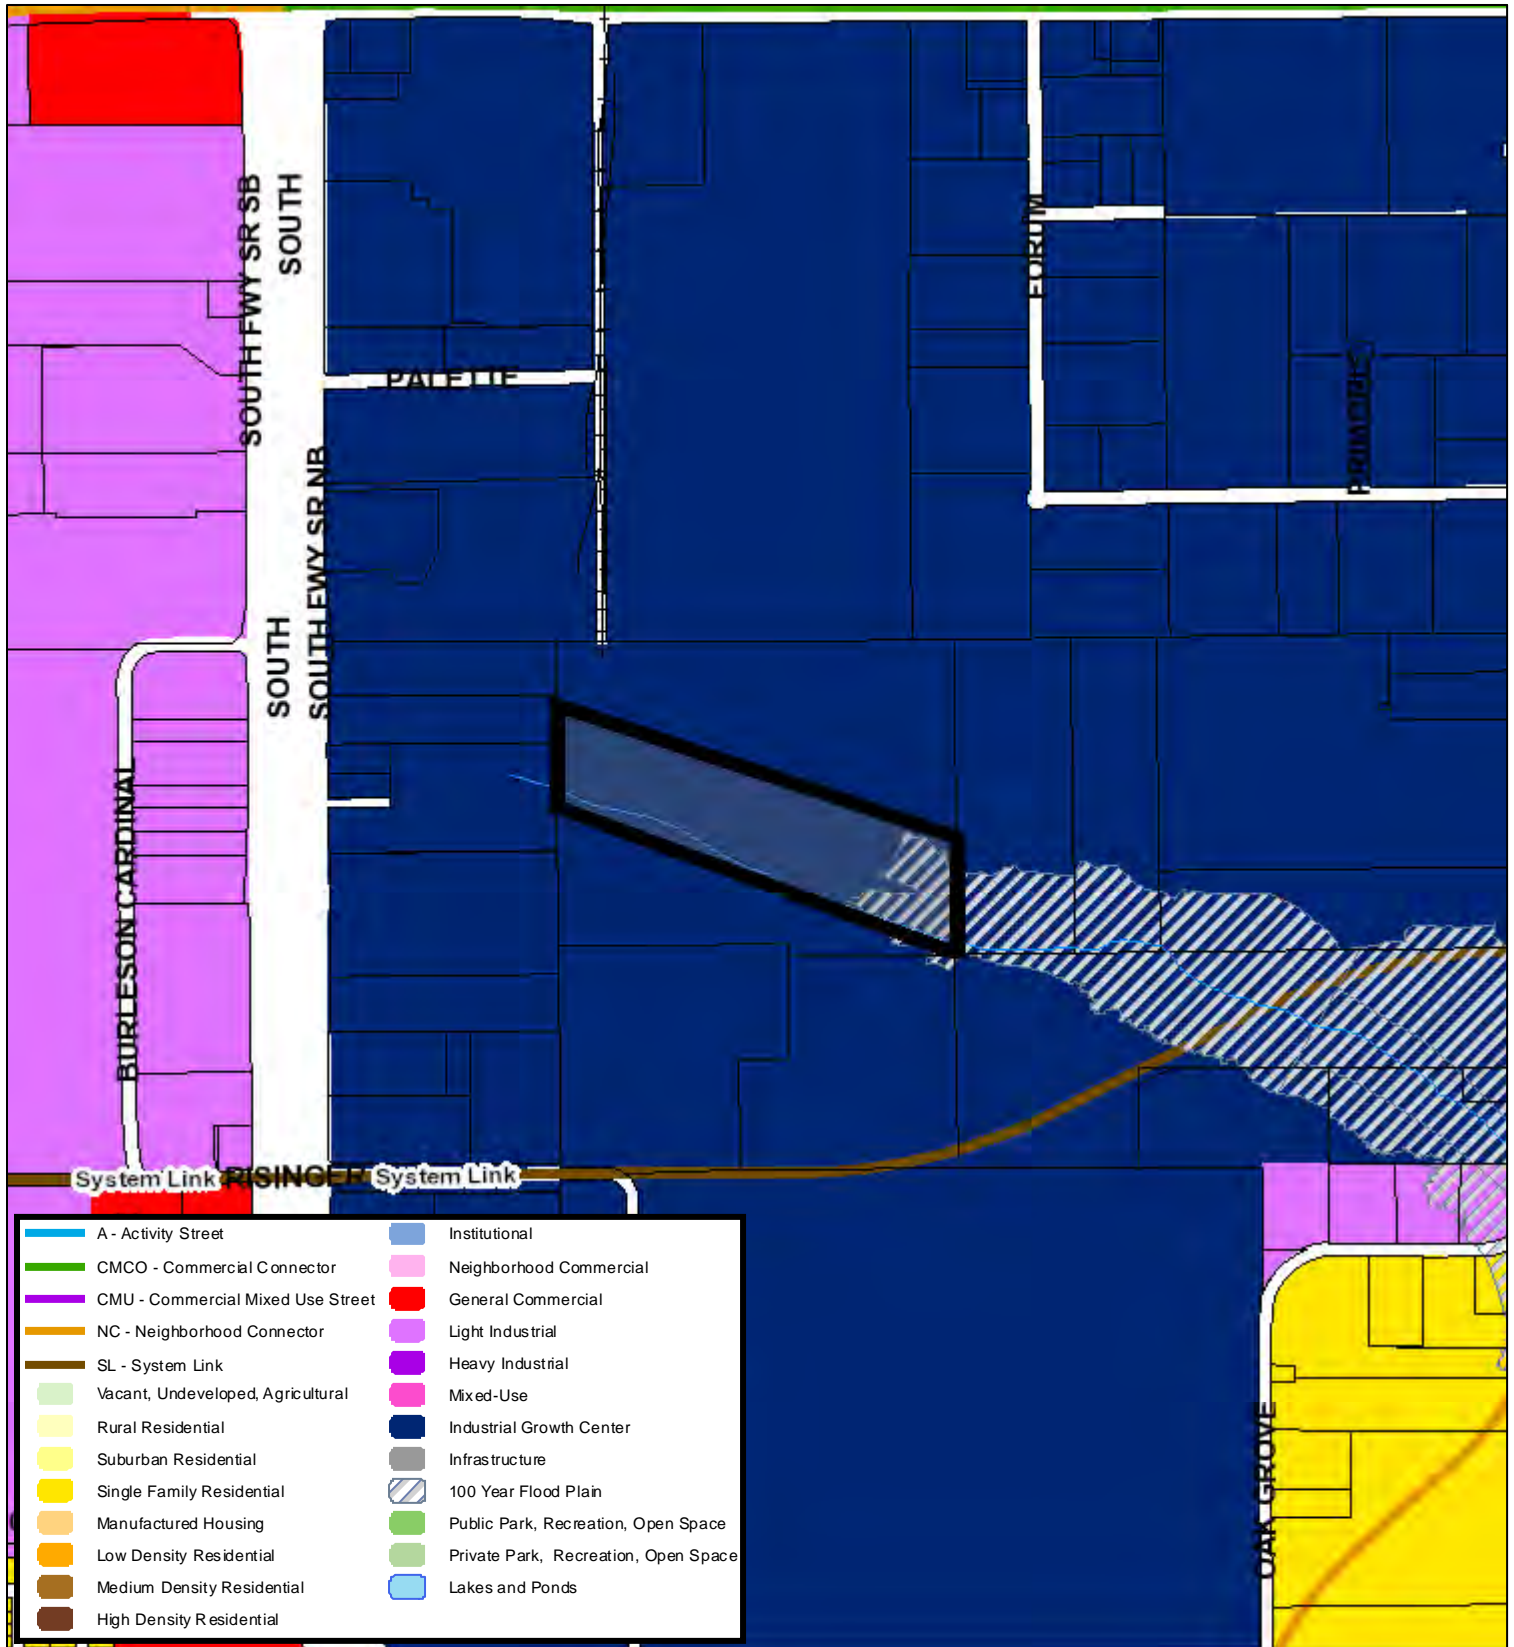 SOUTH FWY SR SB
SOUTH
FORUM
PALETTE
PRIMORIS
SOUTH FWY SR NB
SOUTH
BURLESON CARDINAL
System Link
RISINGER
System Link
OAK GROVE
A - Activity Street
CMCO - Commercial Connector
CMU - Commercial Mixed Use Street
NC - Neighborhood Connector
SL - System Link
Vacant, Undeveloped, Agricultural
Rural Residential
Suburban Residential
Single Family Residential
Manufactured Housing
Low Density Residential
Medium Density Residential
High Density Residential
Institutional
Neighborhood Commercial
General Commercial
Light Industrial
Heavy Industrial
Mixed-Use
Industrial Growth Center
Infrastructure
100 Year Flood Plain
Public Park, Recreation, Open Space
Private Park, Recreation, Open Space
Lakes and Ponds